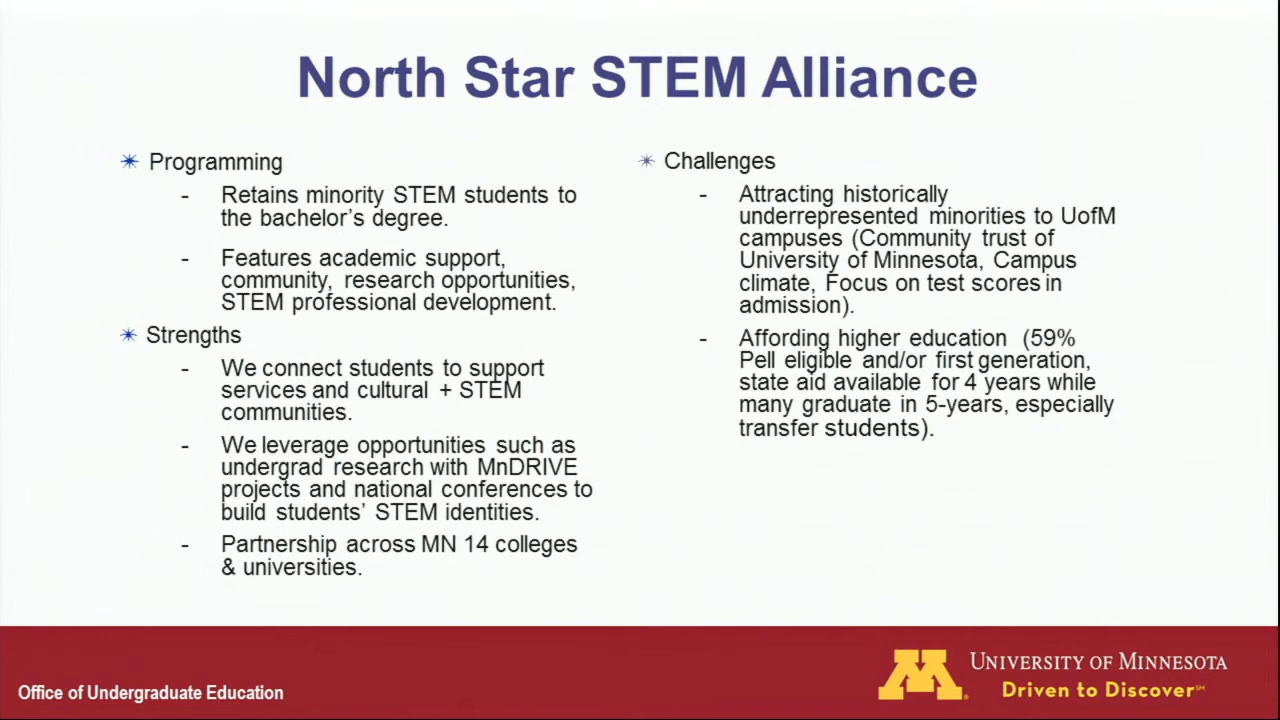 North Star STEM Alliance
Programming
- Retains minority STEM students to
the bachelor’s degree.
- Features academic support,
community, research opportunities,
STEM professional development.
Strengths
- We connect students to support
services and cultural + STEM
communities.
- We leverage opportunities such as
undergrad research with MnDRIVE
projects and national conferences to
build students’ STEM identities.
- Partnership across MN 14 colleges
& universities.
Challenges
- Attracting historically
underrepresented minorities to UofM
campuses (Community trust of
University of Minnesota, Campus
climate, Focus on test scores in
admission).
- Affording higher education (59%
Pell eligible and/or first generation,
state aid available for 4 years while
many graduate in 5-years, especially
transfer students).
Office of Undergraduate Education
M®
UNIVERSITY OF MINNESOTA
Driven to Discover℠